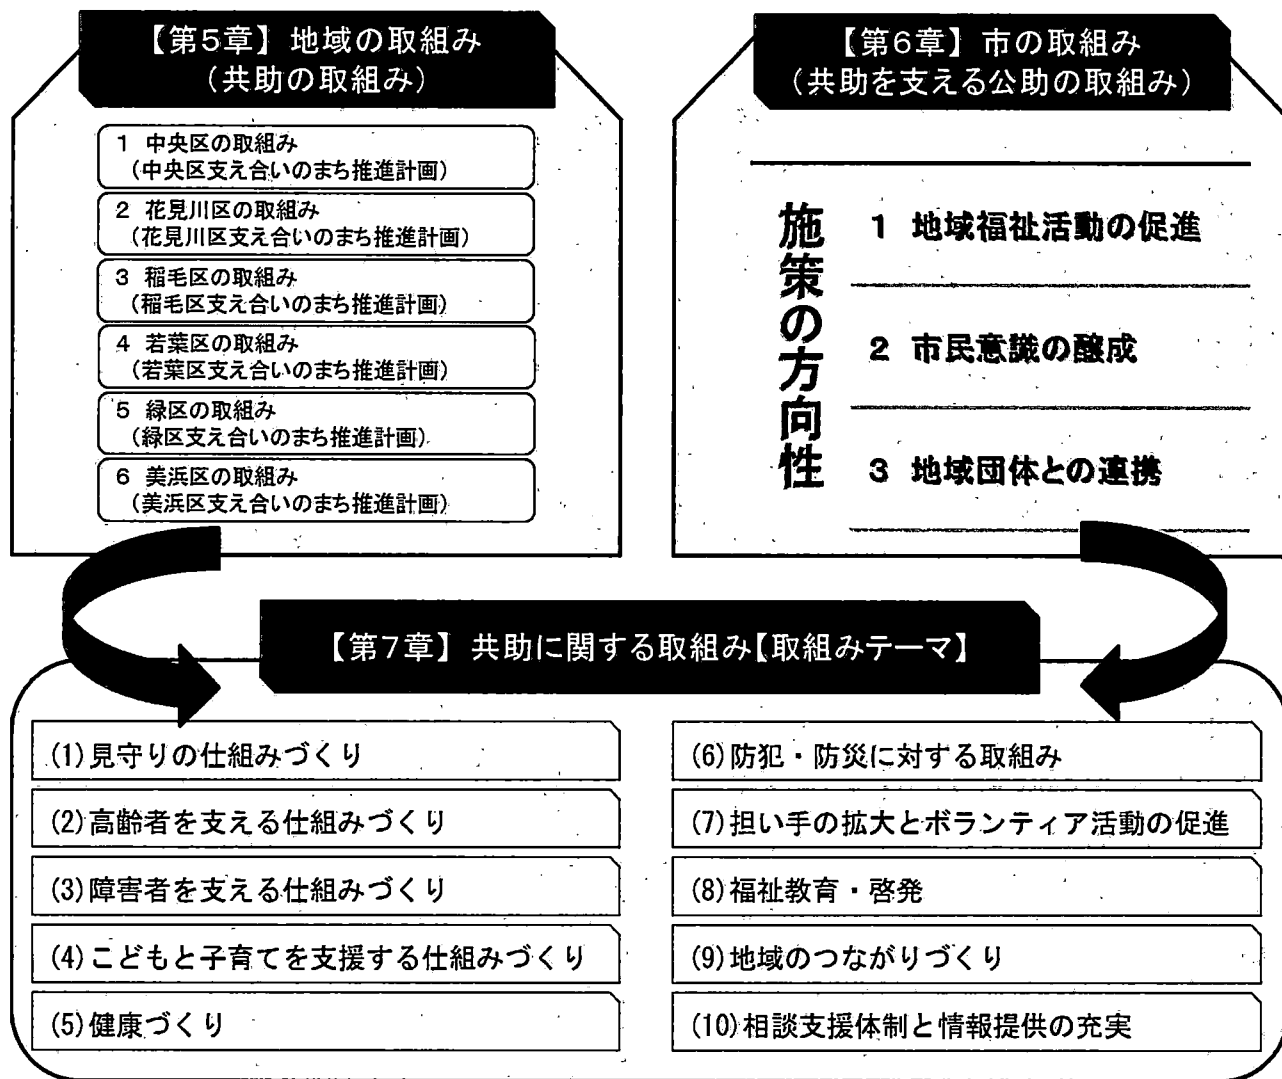 【第5章】地域の取組み
(共助の取組み)
1 中央区の取組み
(中央区支え合いのまち推進計画)
2 花見川区の取組み
(花見川区支え合いのまち推進計画)
3 稲毛区の取組み
(稲毛区支え合いのまち推進計画)
4 若葉区の取組み
(若葉区支え合いのまち推進計画)
5 緑区の取組み
(緑区支え合いのまち推進計画)
6 美浜区の取組み
(美浜区支え合いのまち推進計画)
【第6章】市の取組み
(共助を支える公助の取組み)
施策の方向性
1 地域福祉活動の促進
2 市民意識の醸成
3 地域団体との連携
【第7章】共助に関する取組み【取組みテーマ】
(1)見守りの仕組みづくり
(2)高齢者を支える仕組みづくり
(3)障害者を支える仕組みづくり
(4)こどもと子育てを支援する仕組みづくり
(5)健康づくり
(6)防犯・防災に対する取組み
(7)担い手の拡大とボランティア活動の促進
(8)福祉教育・啓発
(9)地域のつながりづくり
(10)相談支援体制と情報提供の充実